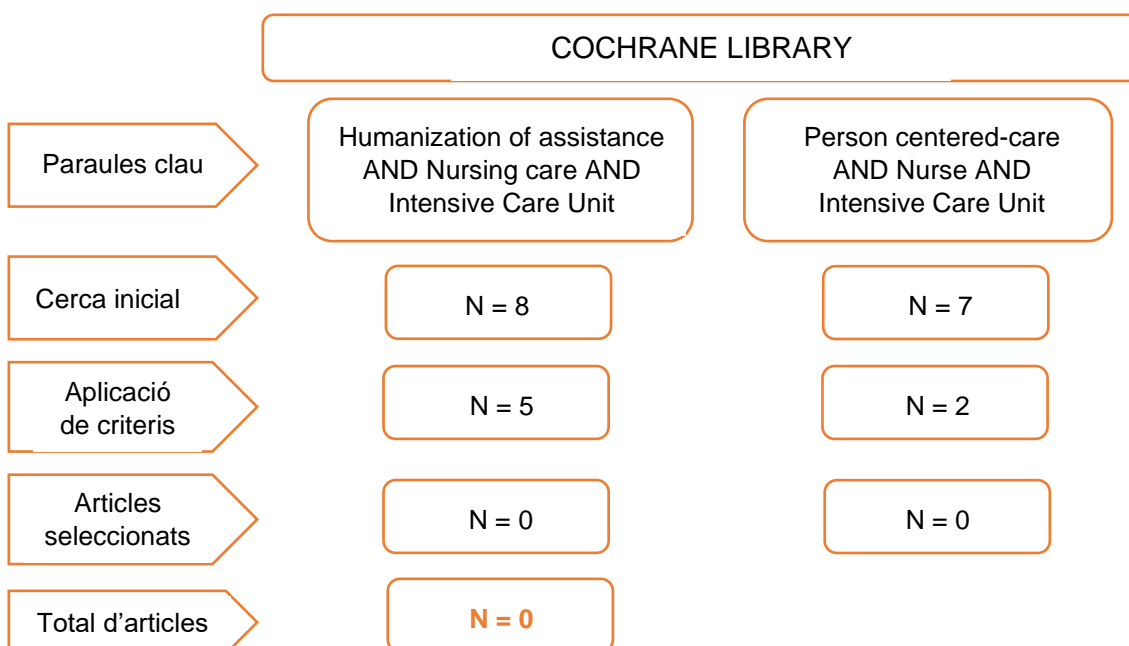 COCHRANE LIBRARY
Paraules clau
Humanization of assistance
AND Nursing care AND
Intensive Care Unit
Person centered-care
AND Nurse AND
Intensive Care Unit
Cerca inicial
N = 8
N = 7
Aplicació
de criteris
N = 5
N = 2
Articles
seleccionats
N = 0
N = 0
Total d’articles
N = 0